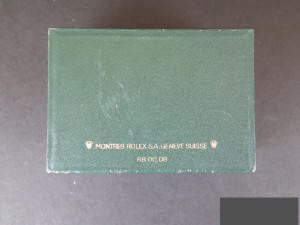 MONTRES ROLEX S.A. GENEVE SUISSE
68.00.08